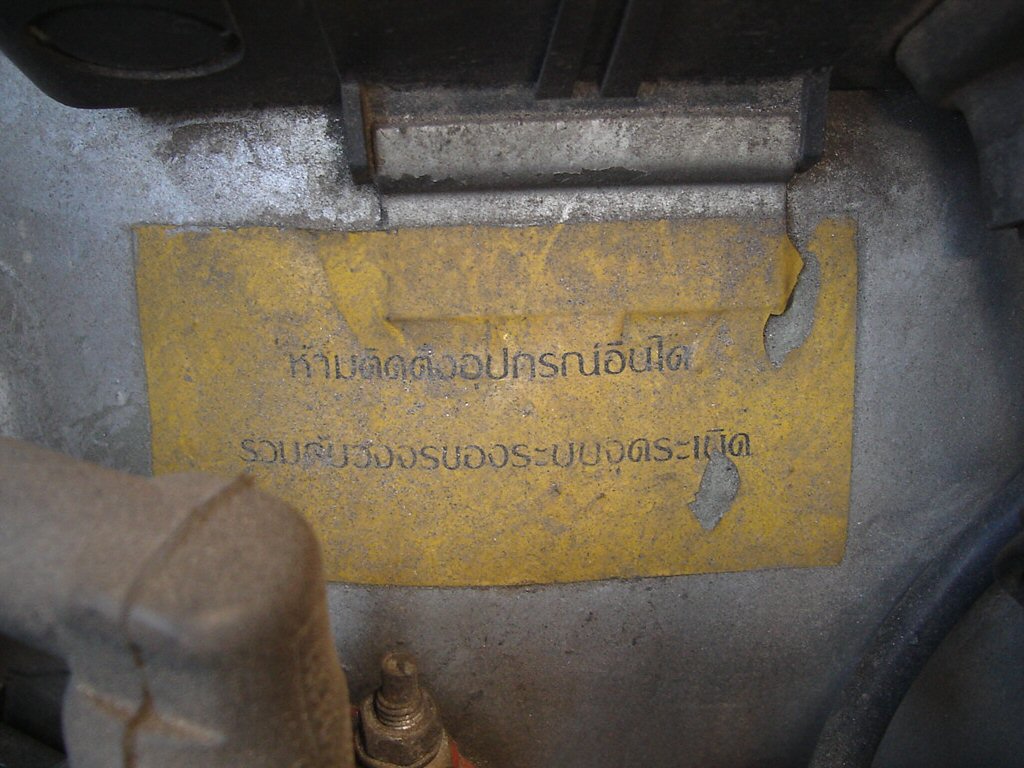 ห้ามติดตั้งอุปกรณ์อื่นใด
รวมกับวงจรของระบบจุดระเบิด